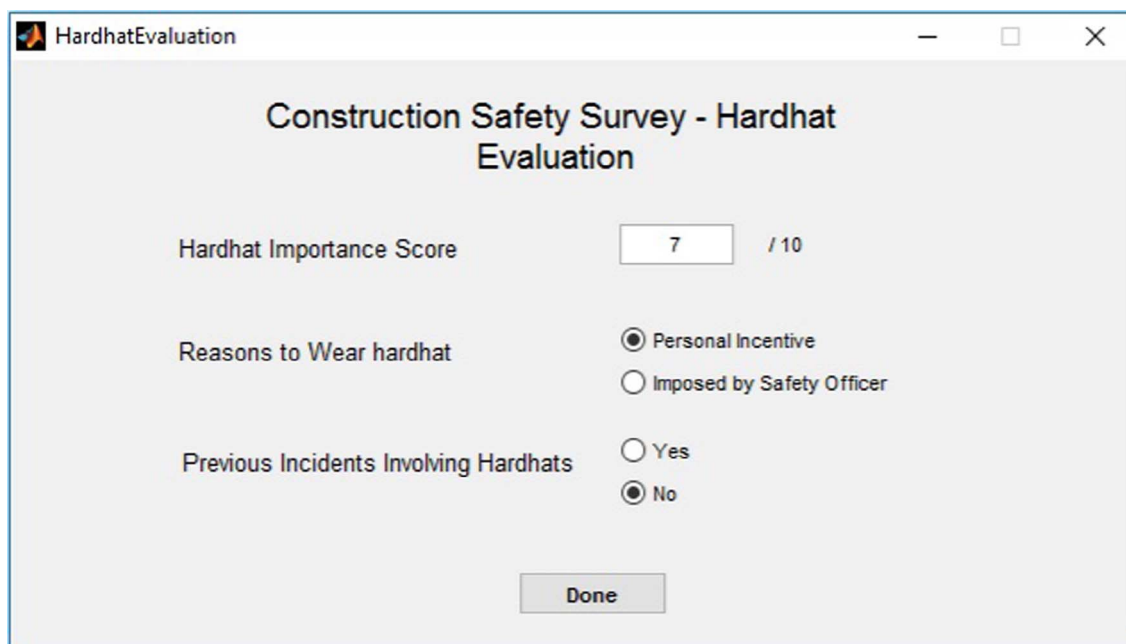 HardhatEvaluation
Construction Safety Survey - Hardhat
Evaluation
Hardhat Importance Score 7 / 10
Reasons to Wear hardhat
Personal Incentive
Imposed by Safety Officer
Previous Incidents Involving Hardhats
Yes
No
Done